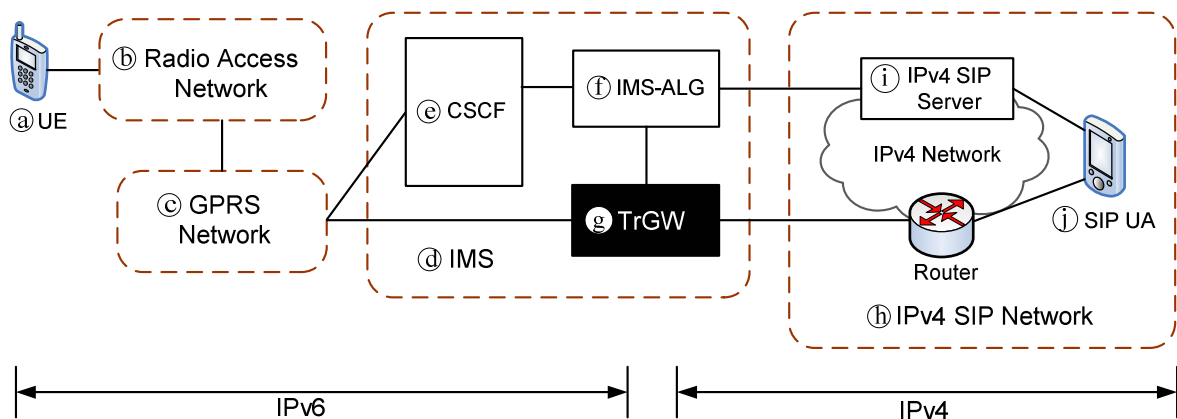 ⓐ UE
ⓑ Radio Access
Network
ⓒ GPRS
Network
ⓔ CSCF
ⓕ IMS-ALG
ⓖ TrGW
ⓓ IMS
ⓘ IPv4 SIP
Server
IPv4 Network
Router
ⓙ SIP UA
ⓗ IPv4 SIP Network
IPv6
IPv4